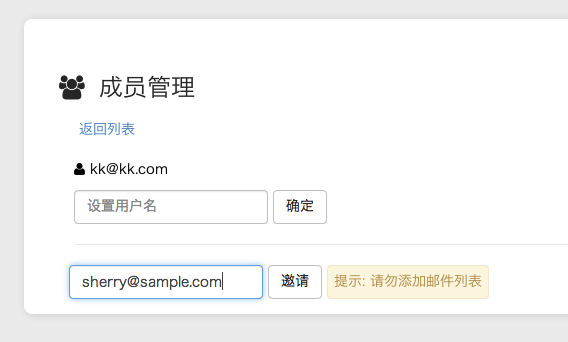 成员管理
返回列表
kk@kk.com
设置用户名 确定
sherry@sample.com 邀请 提示: 请勿添加邮件列表